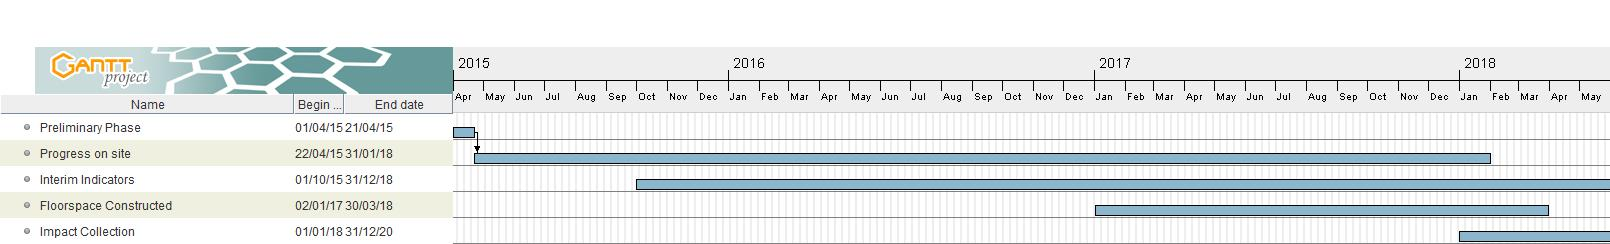 GANTT
project
2015 2016 2017 2018
Name Begin ... End date
Apr May Jun Jul Aug Sep Oct Nov Dec Jan Feb Mar Apr May Jun Jul Aug Sep Oct Nov Dec Jan Feb Mar Apr May Jun Jul Aug Sep Oct Nov Dec Jan Feb Mar Apr May
Preliminary Phase 01/04/15 21/04/15
Progress on site 22/04/15 31/01/18
Interim Indicators 01/10/15 31/12/18
Floorspace Constructed 02/01/17 30/03/18
Impact Collection 01/01/18 31/12/20